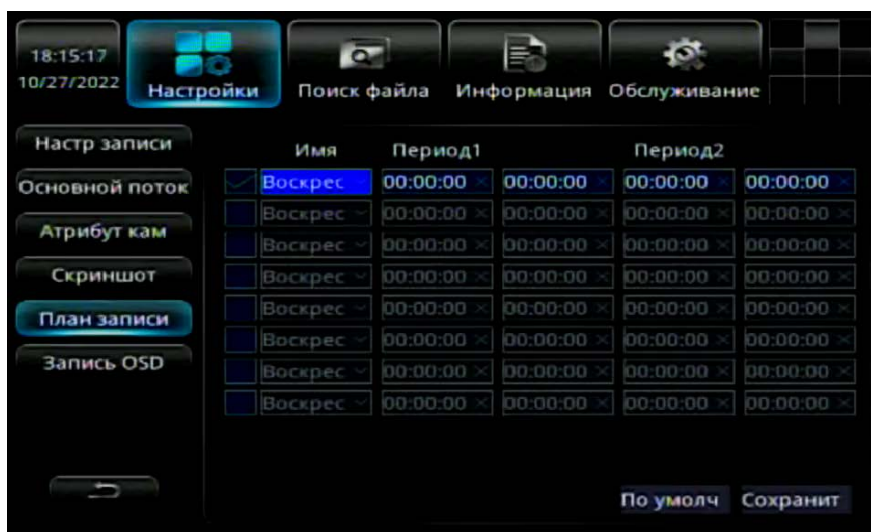 18:15:17
10/27/2022
Настройки
Поиск файла
Информация
Обслуживание
Настр записи
Основной поток
Атрибут кам
Скриншот
План записи
Запись OSD
Имя Период1 Период2
Воскрес 00:00:00 00:00:00 00:00:00 00:00:00
Воскрес 00:00:00 00:00:00 00:00:00 00:00:00
Воскрес 00:00:00 00:00:00 00:00:00 00:00:00
Воскрес 00:00:00 00:00:00 00:00:00 00:00:00
Воскрес 00:00:00 00:00:00 00:00:00 00:00:00
Воскрес 00:00:00 00:00:00 00:00:00 00:00:00
Воскрес 00:00:00 00:00:00 00:00:00 00:00:00
Воскрес 00:00:00 00:00:00 00:00:00 00:00:00
По умолч Сохранит